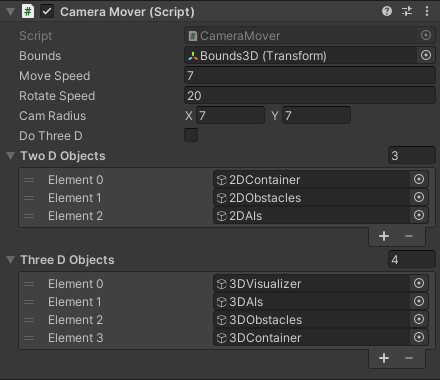 Camera Mover (Script)
Script CameraMover
Bounds Bounds3D (Transform)
Move Speed 7
Rotate Speed 20
Cam Radius X 7 Y 7
Do Three D
Two D Objects 3
Element 0 2DContainer
Element 1 2DObstacles
Element 2 2DAIs
+ −
Three D Objects 4
Element 0 3DVisualizer
Element 1 3DAIs
Element 2 3DObstacles
Element 3 3DContainer
+ −